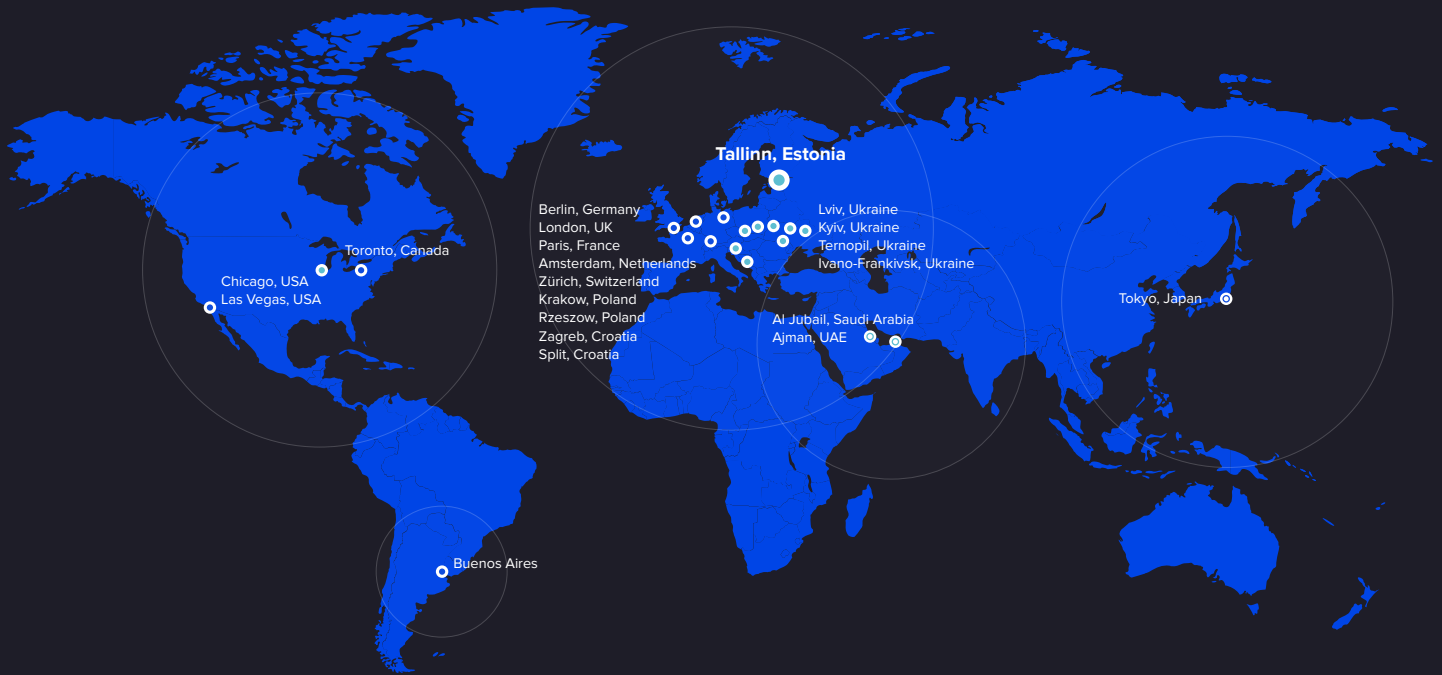 Tallinn, Estonia
Berlin, Germany
London, UK
Paris, France
Amsterdam, Netherlands
Zürich, Switzerland
Krakow, Poland
Rzeszow, Poland
Zagreb, Croatia
Split, Croatia
Lviv, Ukraine
Kyiv, Ukraine
Ternopil, Ukraine
Ivano-Frankivsk, Ukraine
Toronto, Canada
Chicago, USA
Las Vegas, USA
Al Jubail, Saudi Arabia
Ajman, UAE
Tokyo, Japan
Buenos Aires